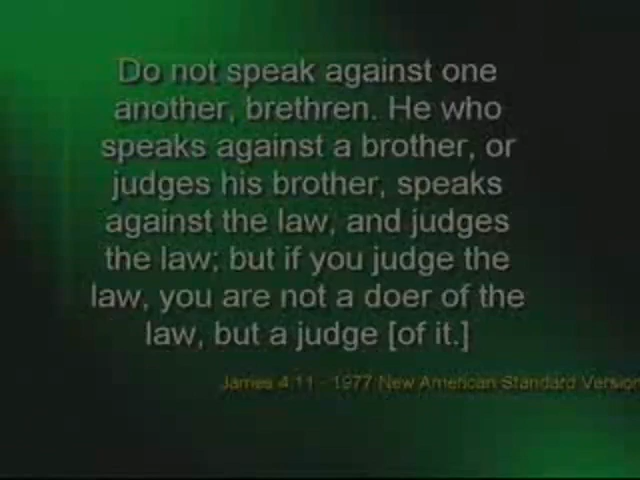 Do not speak against one
another, brethren. He who
speaks against a brother, or
judges his brother, speaks
against the law, and judges
the law; but if you judge the
law, you are not a doer of the
law, but a judge [of it.]
James 4:11 - 1977 New American Standard Version